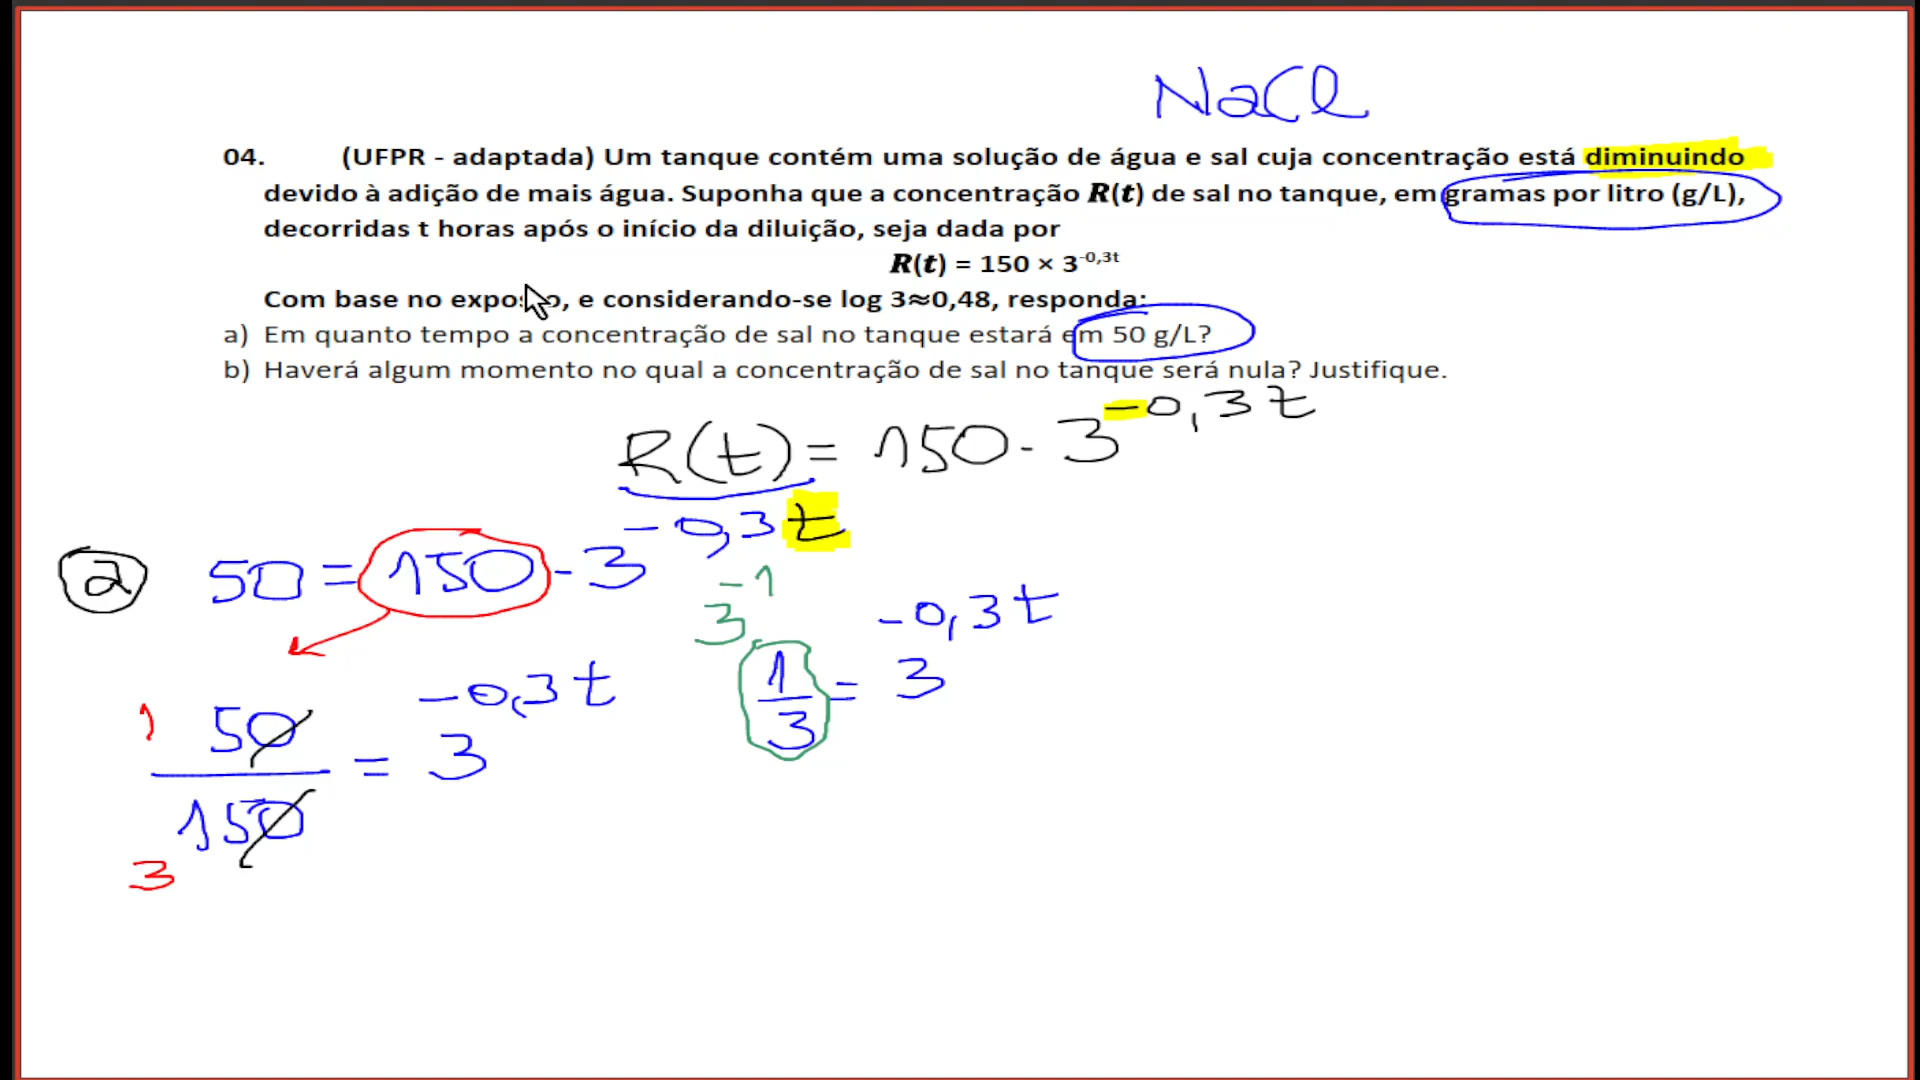 NaCl
04. (UFPR - adaptada) Um tanque contém uma solução de água e sal cuja concentração está diminuindo
devido à adição de mais água. Suponha que a concentração R(t) de sal no tanque, em gramas por litro (g/L),
decorridas t horas após o início da diluição, seja dada por
R(t) = 150 × 3^-0,3t
Com base no exposto, e considerando-se log 3≈0,48, responda:
a) Em quanto tempo a concentração de sal no tanque estará em 50 g/L?
b) Haverá algum momento no qual a concentração de sal no tanque será nula? Justifique.
R(t) = 150 · 3^-0,3t
a 50 = 150 · 3^-0,3t
1 50/150 3 = 3^-0,3t
3^-1
1/3 = 3^-0,3t